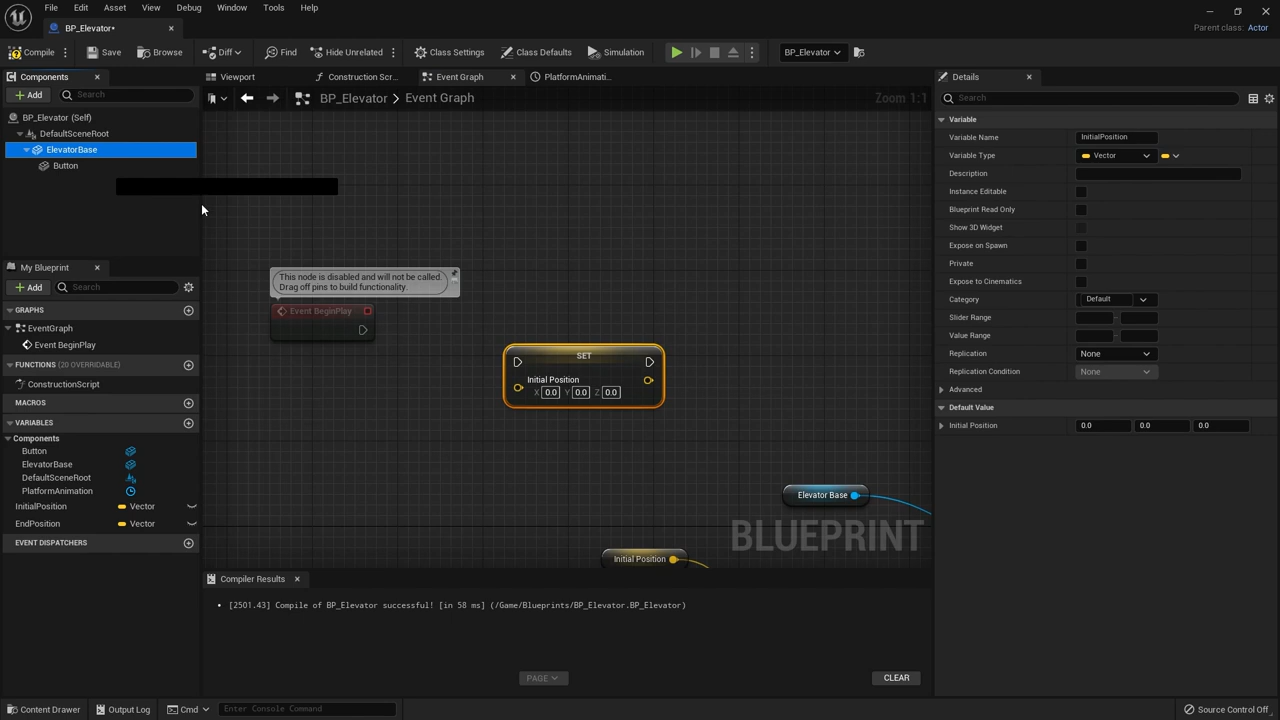 File Edit Asset View Debug Window Tools Help
BP_Elevator*
Parent class: Actor
Compile Save Browse Diff Find Hide Unrelated Class Settings Class Defaults Simulation BP_Elevator
Components
Viewport Construction Scr... Event Graph PlatformAnimati...
Details
Add Search
BP_Elevator > Event Graph
Zoom 1:1
Search
BP_Elevator (Self)
DefaultSceneRoot
ElevatorBase
Button
Variable
Variable Name InitialPosition
Variable Type Vector
Description
Instance Editable
Blueprint Read Only
Show 3D Widget
Expose on Spawn
Private
Expose to Cinematics
Category Default
Slider Range
Value Range
Replication None
Replication Condition None
Advanced
Default Value
Initial Position 0.0 0.0 0.0
My Blueprint
Add Search
GRAPHS
EventGraph
Event BeginPlay
FUNCTIONS (20 OVERRIDABLE)
ConstructionScript
MACROS
VARIABLES
Components
Button
ElevatorBase
DefaultSceneRoot
PlatformAnimation
InitialPosition Vector
EndPosition Vector
EVENT DISPATCHERS
This node is disabled and will not be called.
Drag off pins to build functionality.
Event BeginPlay
SET
Initial Position
X 0.0 Y 0.0 Z 0.0
Elevator Base
Initial Position
BLUEPRINT
Compiler Results
[2501.43] Compile of BP_Elevator successful! [in 58 ms] (/Game/Blueprints/BP_Elevator.BP_Elevator)
PAGE
CLEAR
Content Drawer Output Log Cmd Enter Console Command
Source Control Off